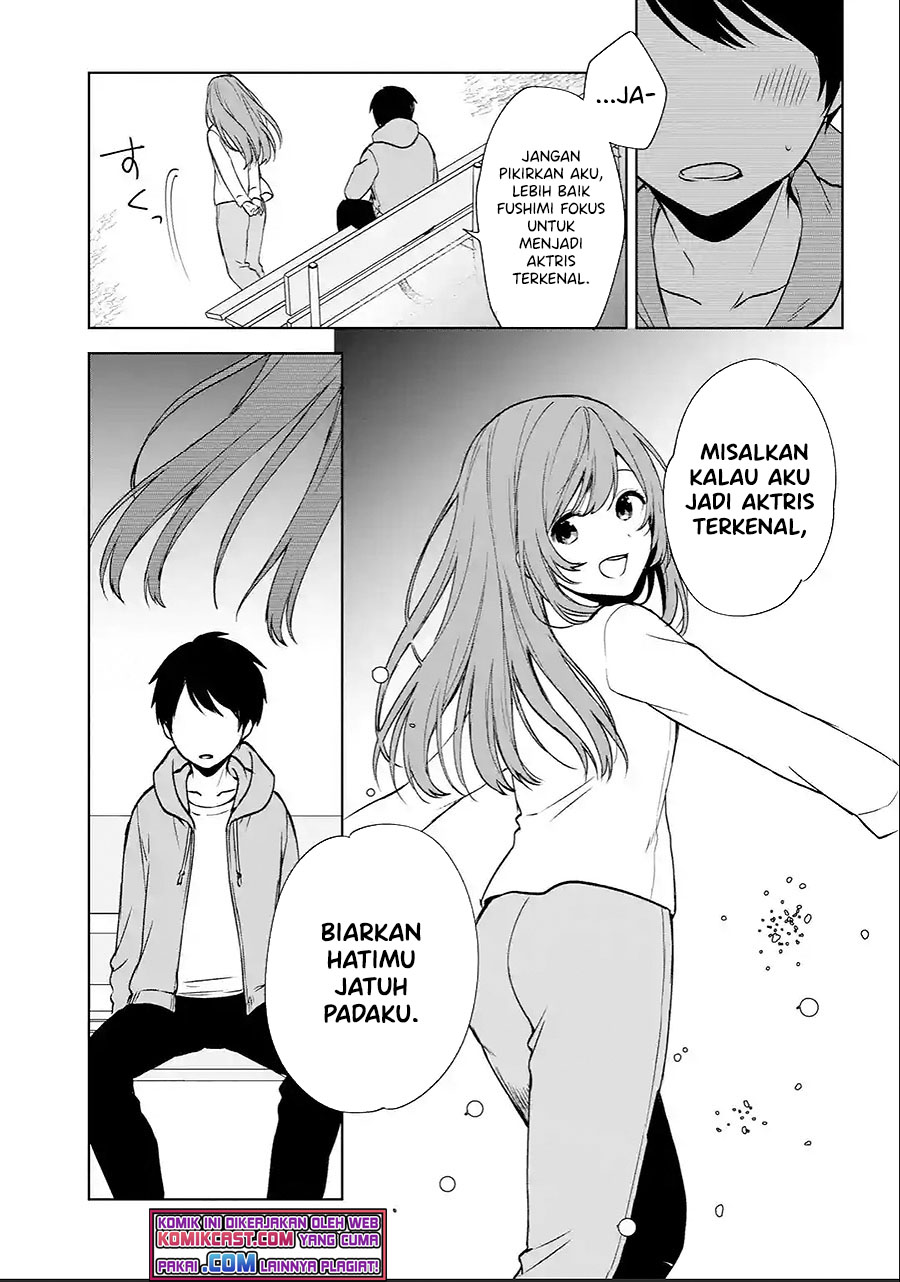 ...JA-
JANGAN
PIKIRKAN AKU,
LEBIH BAIK
FUSHIMI FOKUS
UNTUK
MENJADI
AKTRIS
TERKENAL.
すくっ
MISALKAN
KALAU AKU
JADI AKTRIS
TERKENAL,
BIARKAN
HATIMU
JATUH
PADAKU.
KOMIK INI DIKERJAKAN OLEH WEB
KOMIKCAST.COM YANG CUMA
PAKAI .COM LAINNYA PLAGIAT!